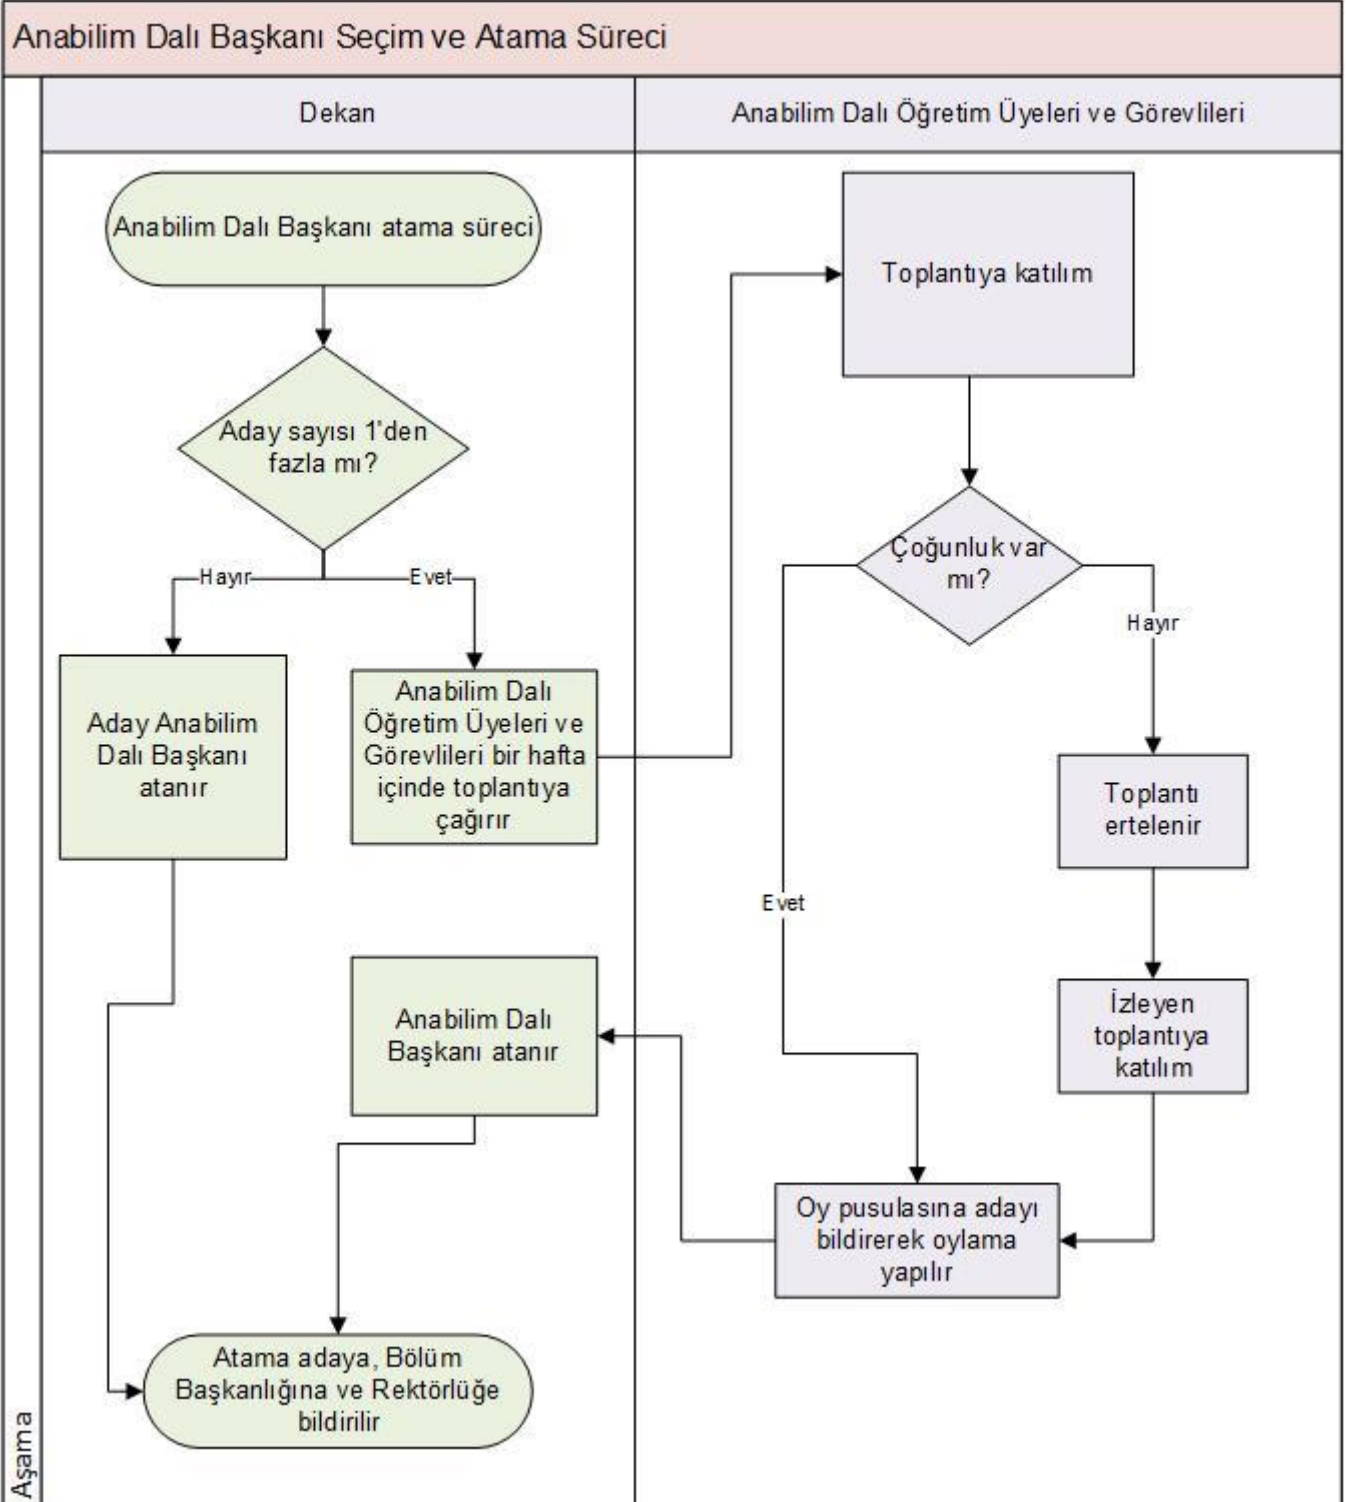 Anabilim Dalı Başkanı Seçim ve Atama Süreci
Dekan
Anabilim Dalı Öğretim Üyeleri ve Görevlileri
Anabilim Dalı Başkanı atama süreci
Aday sayısı 1'den
fazla mı?
Hayır
Evet
Aday Anabilim
Dalı Başkanı
atanır
Anabilim Dalı
Öğretim Üyeleri ve
Görevlileri bir hafta
içinde toplantıya
çağırır
Toplantıya katılım
Çoğunluk var
mı?
Hayır
Evet
Toplantı
ertelenir
İzleyen
toplantıya
katılım
Oy pusulasına adayı
bildirerek oylama
yapılır
Anabilim Dalı
Başkanı atanır
Atama adaya, Bölüm
Başkanlığına ve Rektörlüğe
bildirilir
Aşama